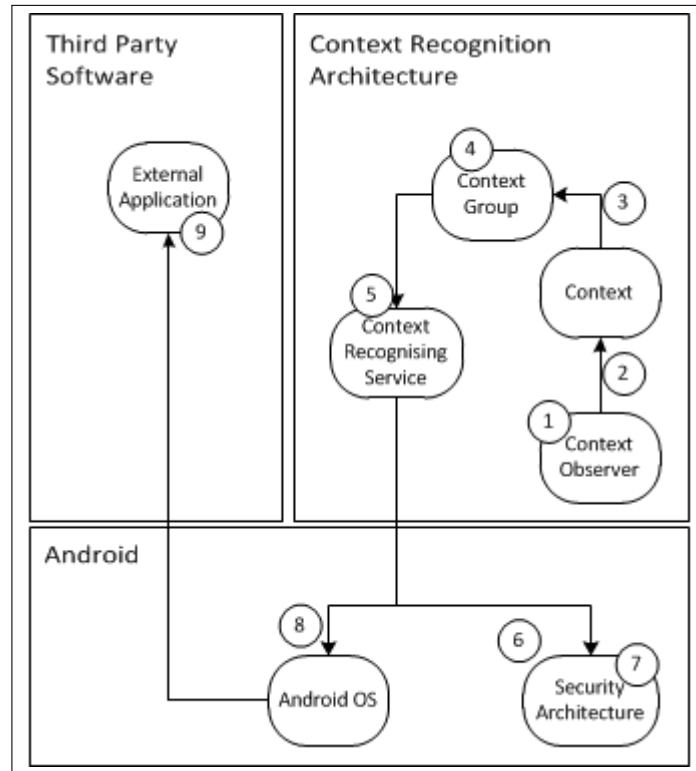 Third Party
Software
External
Application
9
Context Recognition
Architecture
4
Context
Group
3
5
Context
Recognising
Service
Context
2
1
Context
Observer
Android
8
Android OS
6
7
Security
Architecture